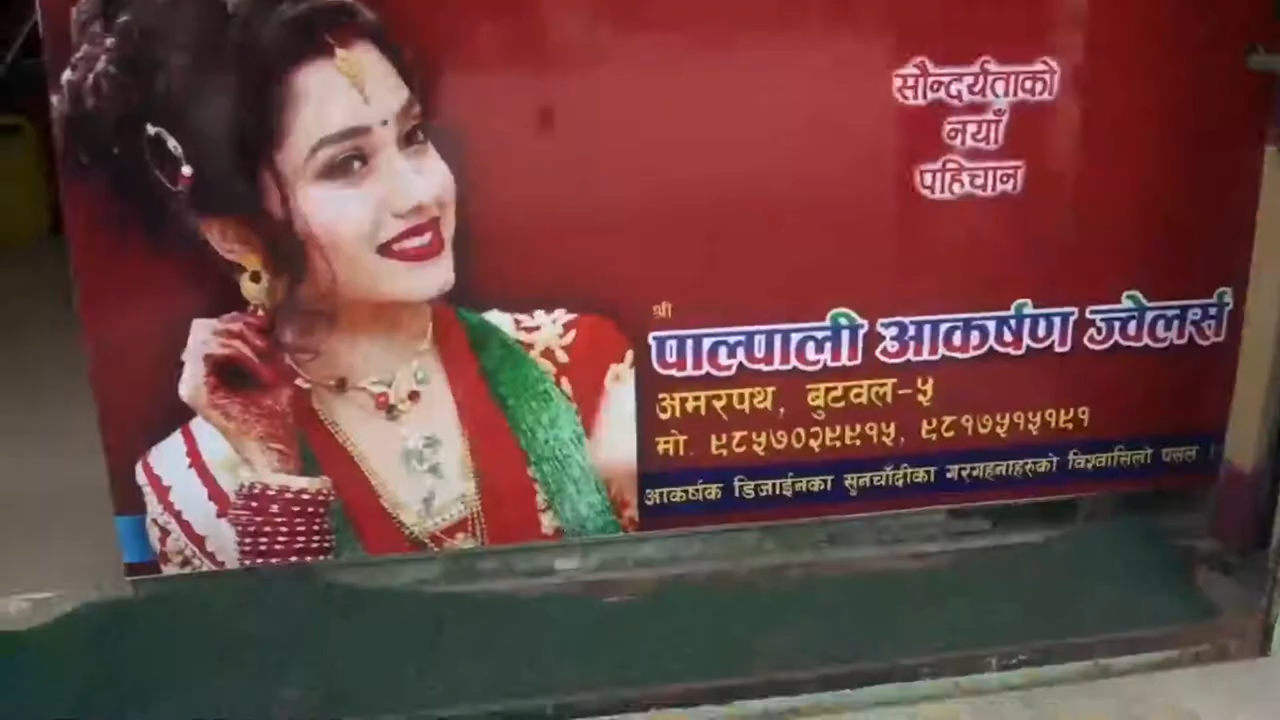 सौन्दर्यताको
नयाँ
पहिचान
श्री
पाल्पाली आकर्षण ज्वेलर्स
अमरपथ, बुटवल-५
मो. ९८५७०२९९१५, ९८१७५१५१९१
आकर्षक डिजाईनका सुनचाँदीका गरगहनाहरुको विश्वासिलो पसल ।